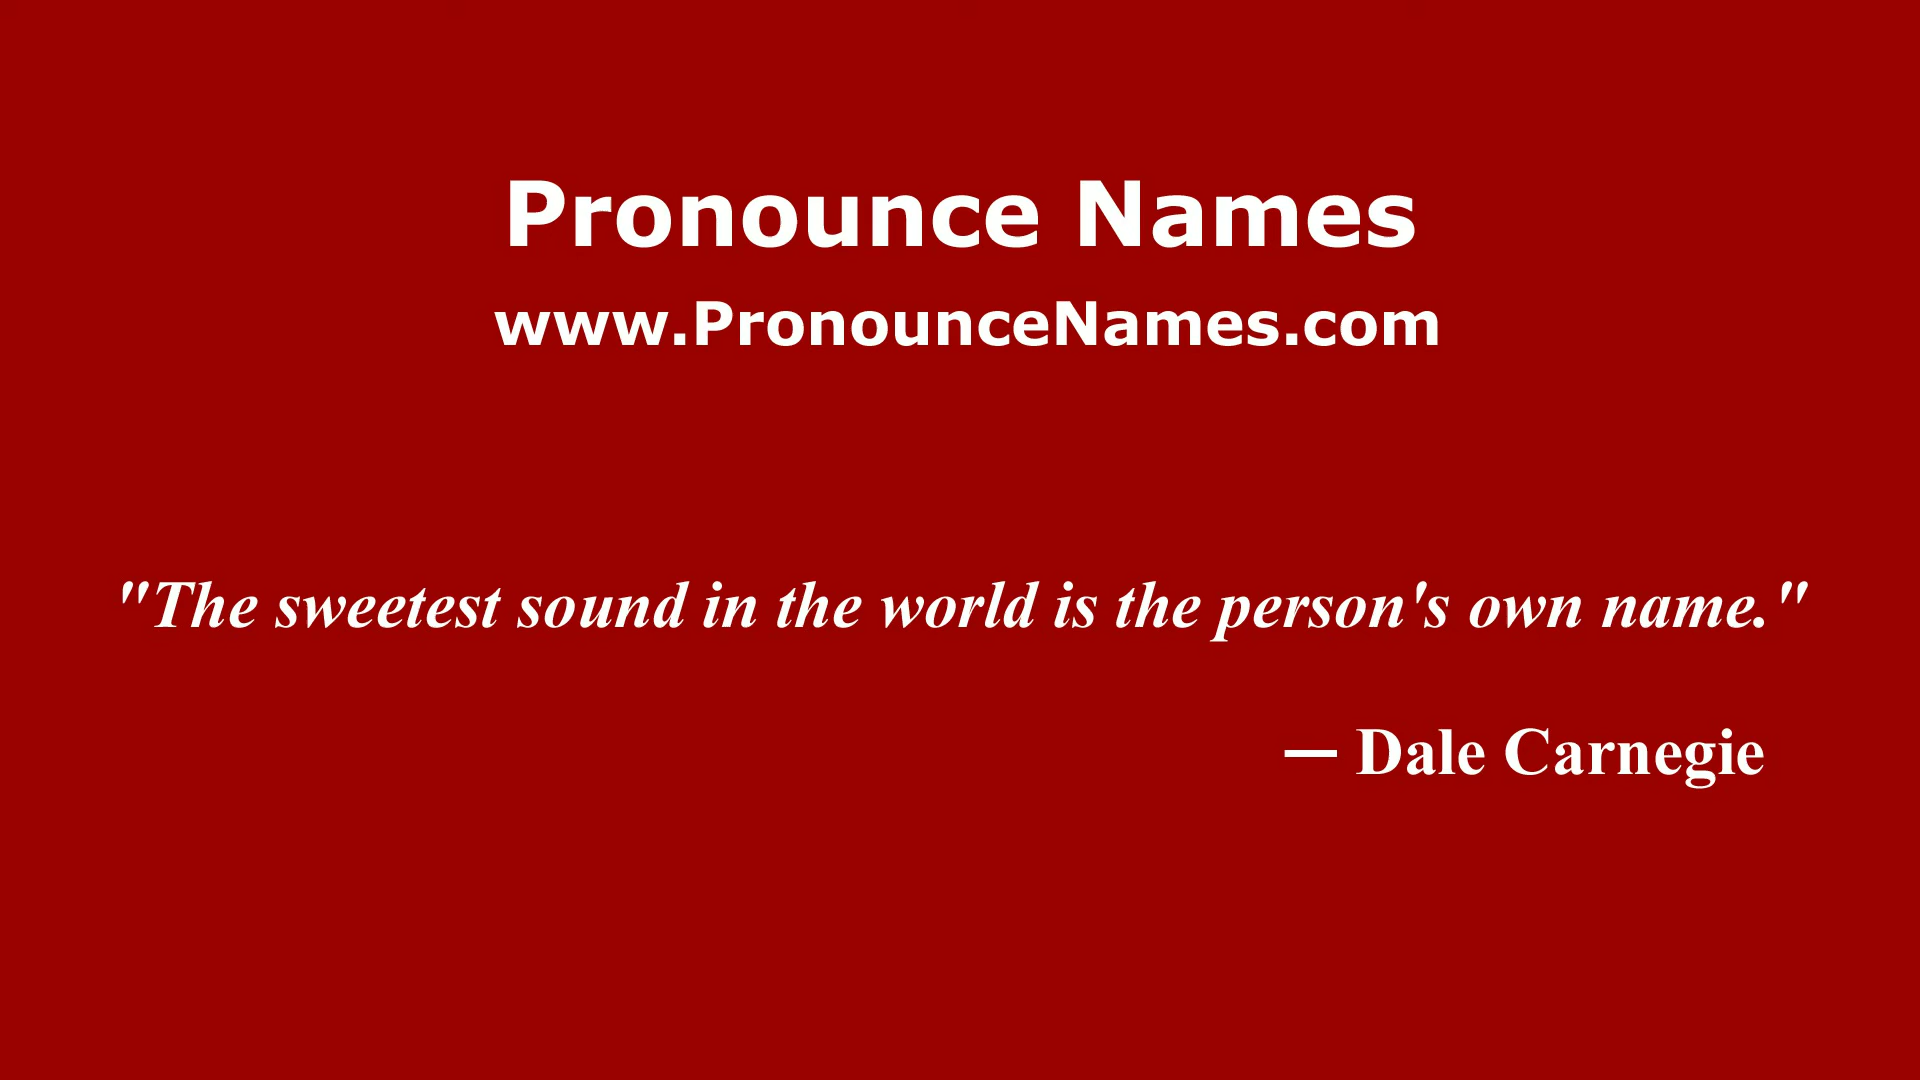 Pronounce Names
www.PronounceNames.com
"The sweetest sound in the world is the person's own name."
— Dale Carnegie